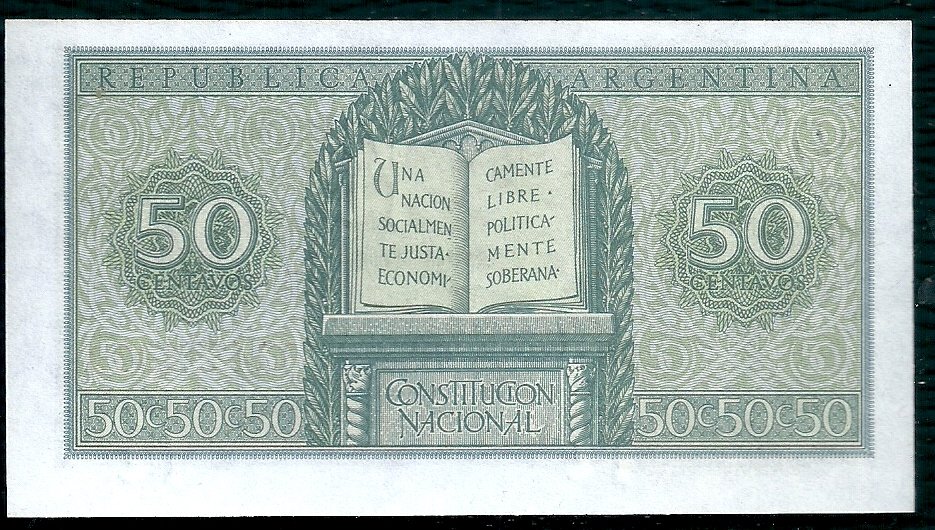 REPUBLICA ARGENTINA
UNA
NACION
SOCIALMEN
TE JUSTA·
ECONOMI-
CAMENTE
LIBRE·
POLITICA-
MENTE
SOBERANA·
50
CENTAVOS
50
CENTAVOS
CONSTITUCION
NACIONAL
50C50C50
50C50C50